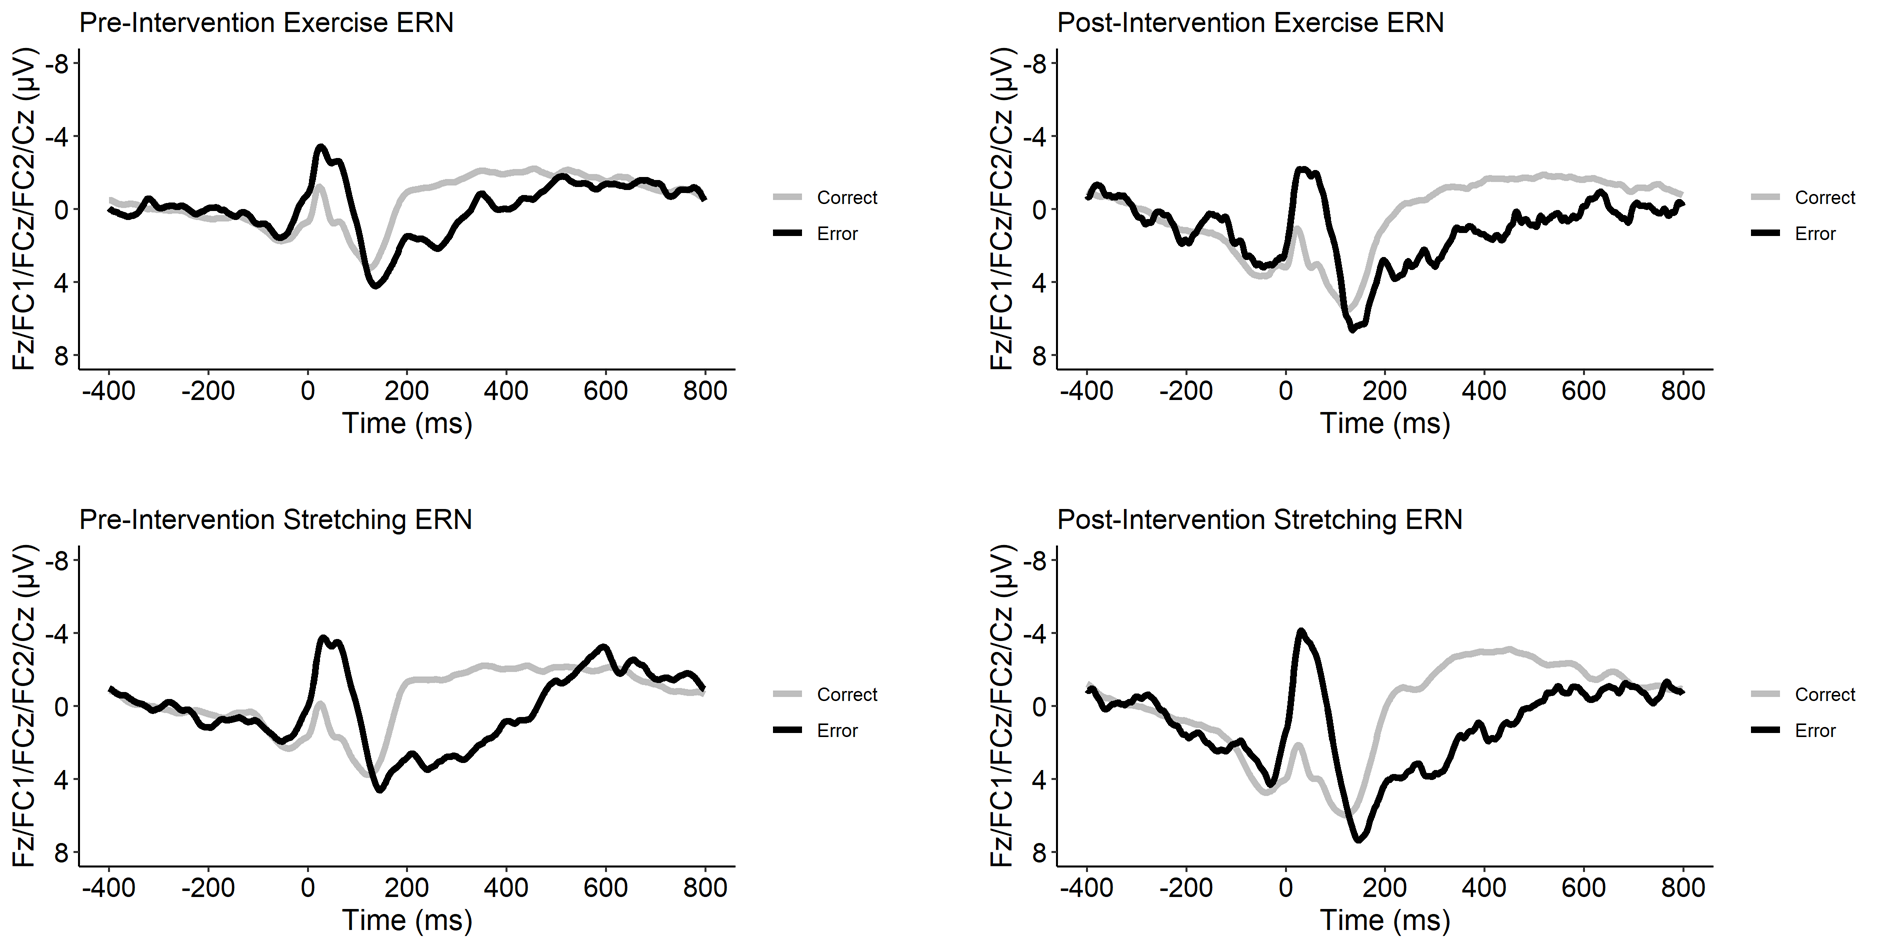 Pre-Intervention Exercise ERN
Fz/FC1/FCz/FC2/Cz (µV)
-8
-4
0
4
8
-400 -200 0 200 400 600 800
Time (ms)
Correct
Error
Post-Intervention Exercise ERN
Fz/FC1/FCz/FC2/Cz (µV)
-8
-4
0
4
8
-400 -200 0 200 400 600 800
Time (ms)
Correct
Error
Pre-Intervention Stretching ERN
Fz/FC1/FCz/FC2/Cz (µV)
-8
-4
0
4
8
-400 -200 0 200 400 600 800
Time (ms)
Correct
Error
Post-Intervention Stretching ERN
Fz/FC1/FCz/FC2/Cz (µV)
-8
-4
0
4
8
-400 -200 0 200 400 600 800
Time (ms)
Correct
Error